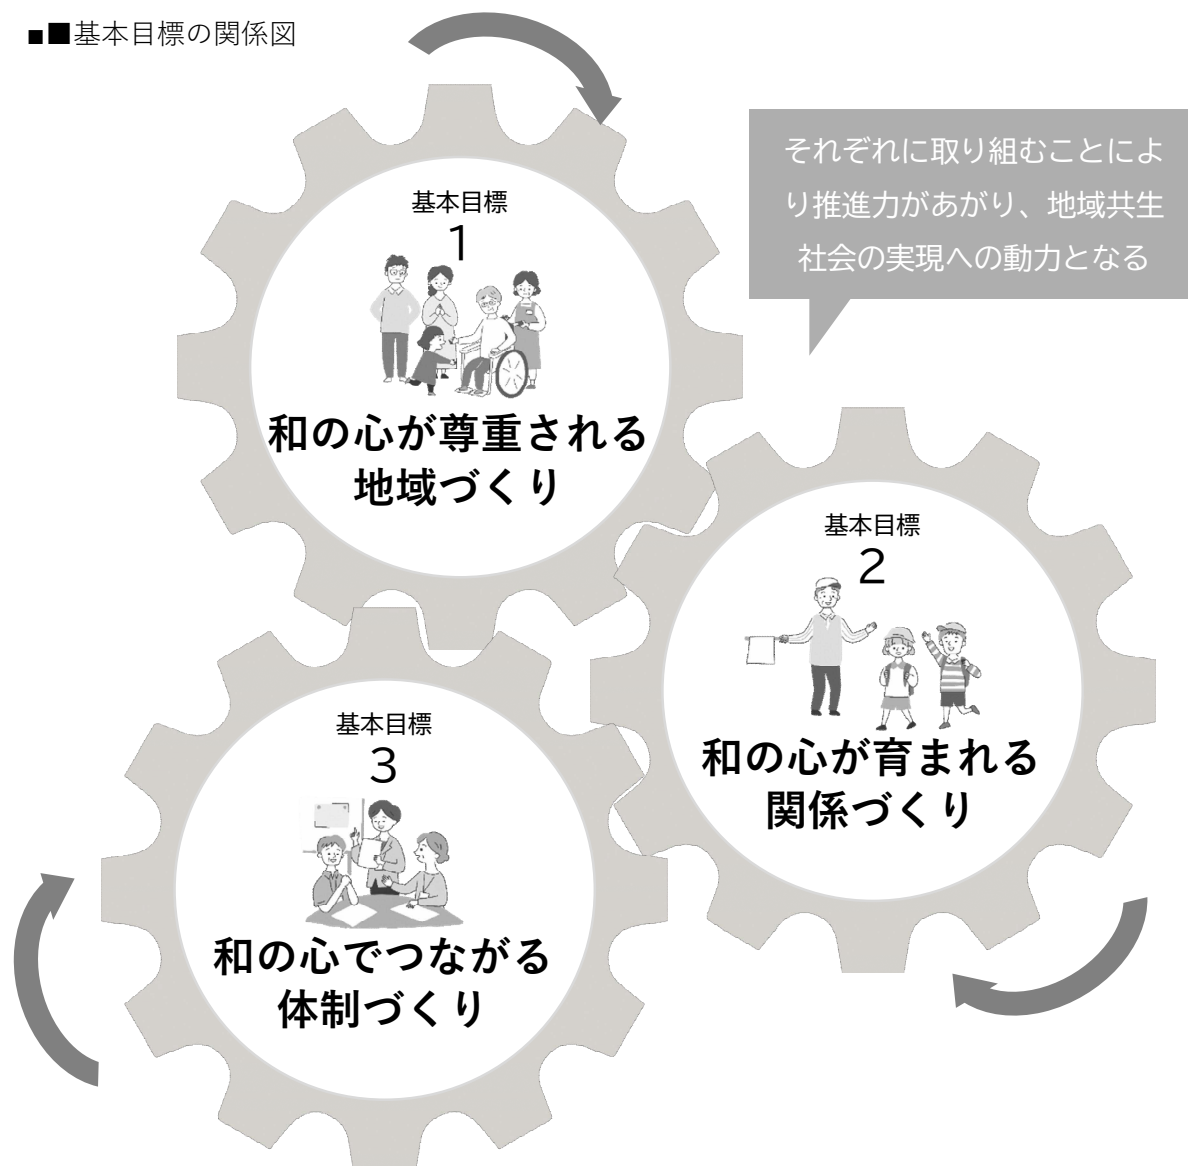 ■■基本目標の関係図
それぞれに取り組むことによ
り推進力があがり、地域共生
社会の実現への動力となる
基本目標
1
和の心が尊重される
地域づくり
基本目標
2
和の心が育まれる
関係づくり
基本目標
3
和の心でつながる
体制づくり